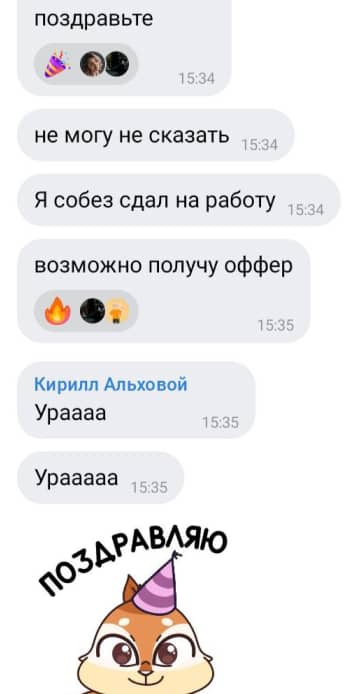 поздравьте
15:34
не могу не сказать 15:34
Я собез сдал на работу 15:34
возможно получу оффер
15:35
Кирилл Альховой
Ураааа
15:35
Урааааа 15:35
ПОЗДРАВЛЯЮ